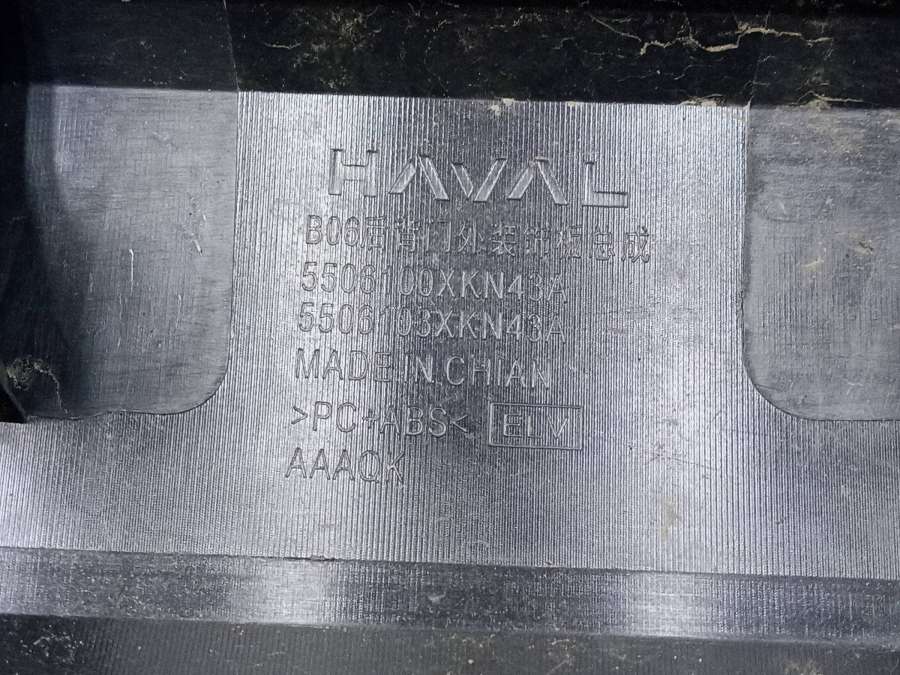 HAVAL
B06后背门外装饰板总成
5506100XKN43A
5506103XKN43A
MADE IN CHIAN
>PC+ABS< ELV
AAAQK